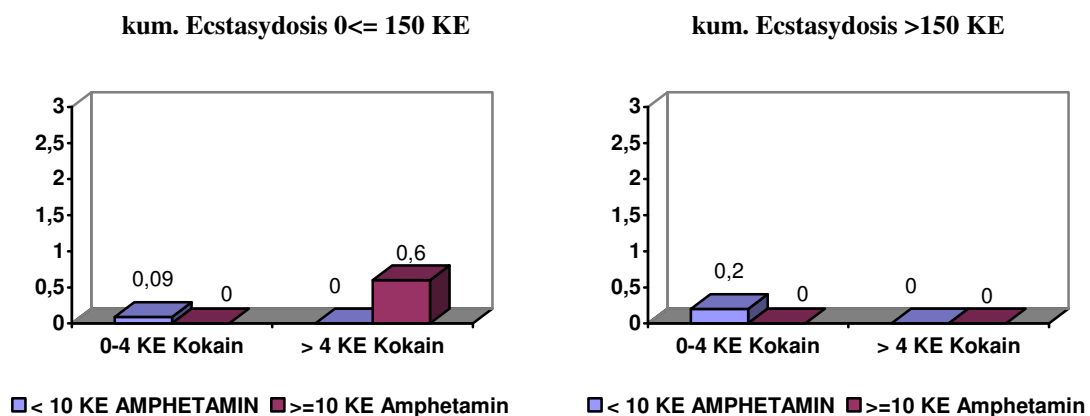 kum. Ecstasydosis 0<= 150 KE
3
2,5
2
1,5
1
0,5
0
0,09
0
0
0,6
0-4 KE Kokain
> 4 KE Kokain
< 10 KE AMPHETAMIN >=10 KE Amphetamin
kum. Ecstasydosis >150 KE
3
2,5
2
1,5
1
0,5
0
0,2
0
0
0
0-4 KE Kokain
> 4 KE Kokain
< 10 KE AMPHETAMIN >=10 KE Amphetamin